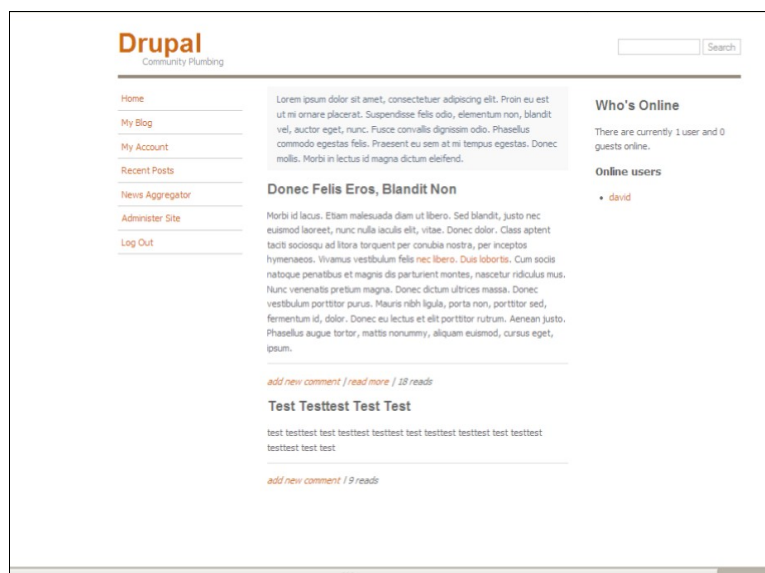 Drupal
Community Plumbing
Search
Home
My Blog
My Account
Recent Posts
News Aggregator
Administer Site
Log Out
Lorem ipsum dolor sit amet, consectetuer adipiscing elit. Proin eu est
ut mi ornare placerat. Suspendisse felis odio, elementum non, blandit
vel, auctor eget, nunc. Fusce convallis dignissim odio. Phasellus
commodo egestas felis. Praesent eu sem at mi tempus egestas. Donec
mollis. Morbi in lectus id magna dictum eleifend.
Donec Felis Eros, Blandit Non
Morbi id lacus. Etiam malesuada diam ut libero. Sed blandit, justo nec
euismod laoreet, nunc nulla iaculis elit, vitae. Donec dolor. Class aptent
taciti sociosqu ad litora torquent per conubia nostra, per inceptos
hymenaeos. Vivamus vestibulum felis nec libero. Duis lobortis. Cum sociis
natoque penatibus et magnis dis parturient montes, nascetur ridiculus mus.
Nunc venenatis pretium magna. Donec dictum ultrices massa. Donec
vestibulum porttitor purus. Mauris nibh ligula, porta non, porttitor sed,
fermentum id, dolor. Donec eu lectus et elit porttitor rutrum. Aenean justo.
Phasellus augue tortor, mattis nonummy, aliquam euismod, cursus eget,
ipsum.
add new comment | read more | 18 reads
Test Testtest Test Test
test testtest test testtest testtest test testtest testtest test testtest
testtest test test
add new comment | 9 reads
Who's Online
There are currently 1 user and 0
guests online.
Online users
• david